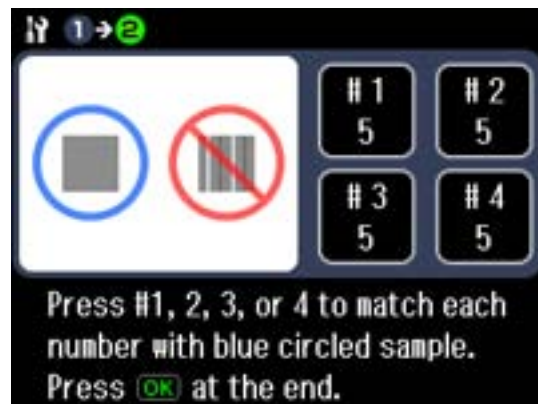 1 → 2
#1 #2
5 5
#3 #4
5 5
Press #1, 2, 3, or 4 to match each
number with blue circled sample.
Press OK at the end.